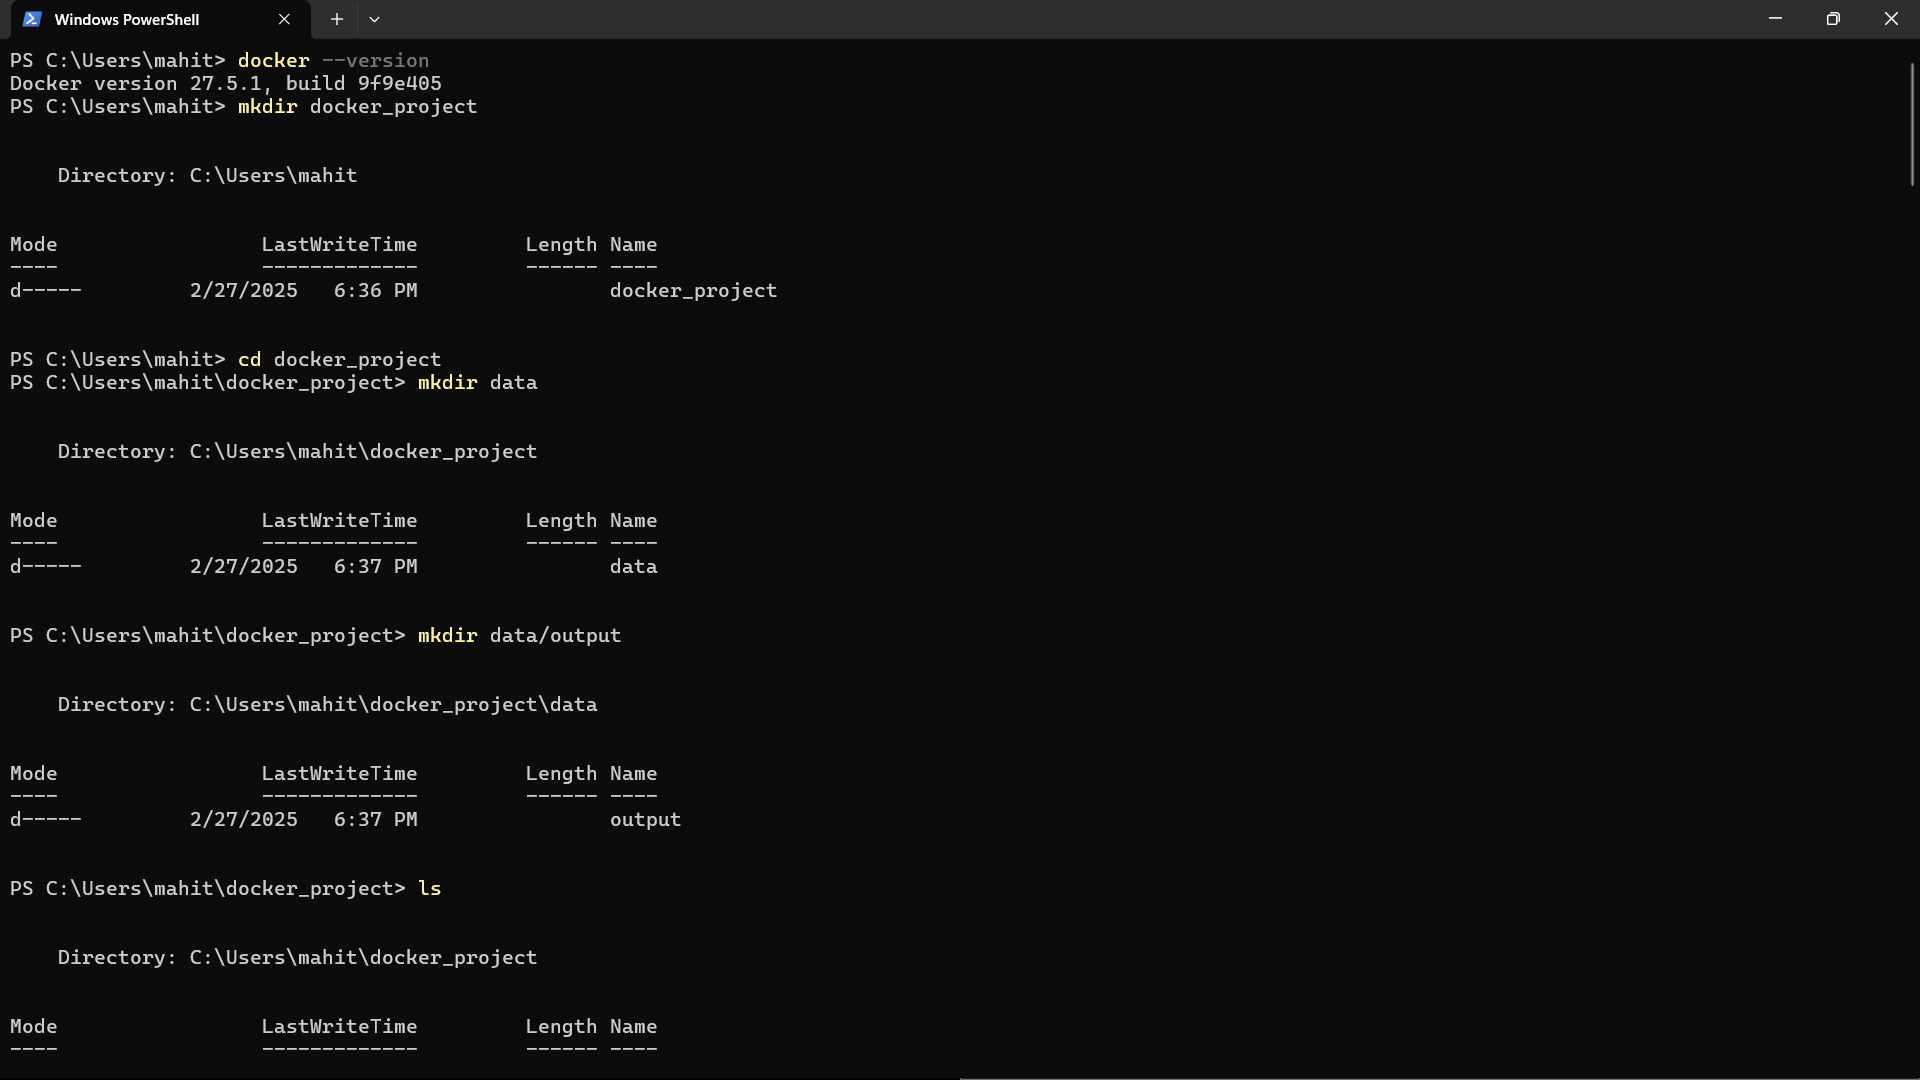 Windows PowerShell
PS C:\Users\mahit> docker --version
Docker version 27.5.1, build 9f9e405
PS C:\Users\mahit> mkdir docker_project
Directory: C:\Users\mahit
Mode LastWriteTime Length Name
---- ------------- ------ ----
d----- 2/27/2025 6:36 PM docker_project
PS C:\Users\mahit> cd docker_project
PS C:\Users\mahit\docker_project> mkdir data
Directory: C:\Users\mahit\docker_project
Mode LastWriteTime Length Name
---- ------------- ------ ----
d----- 2/27/2025 6:37 PM data
PS C:\Users\mahit\docker_project> mkdir data/output
Directory: C:\Users\mahit\docker_project\data
Mode LastWriteTime Length Name
---- ------------- ------ ----
d----- 2/27/2025 6:37 PM output
PS C:\Users\mahit\docker_project> ls
Directory: C:\Users\mahit\docker_project
Mode LastWriteTime Length Name
---- ------------- ------ ----